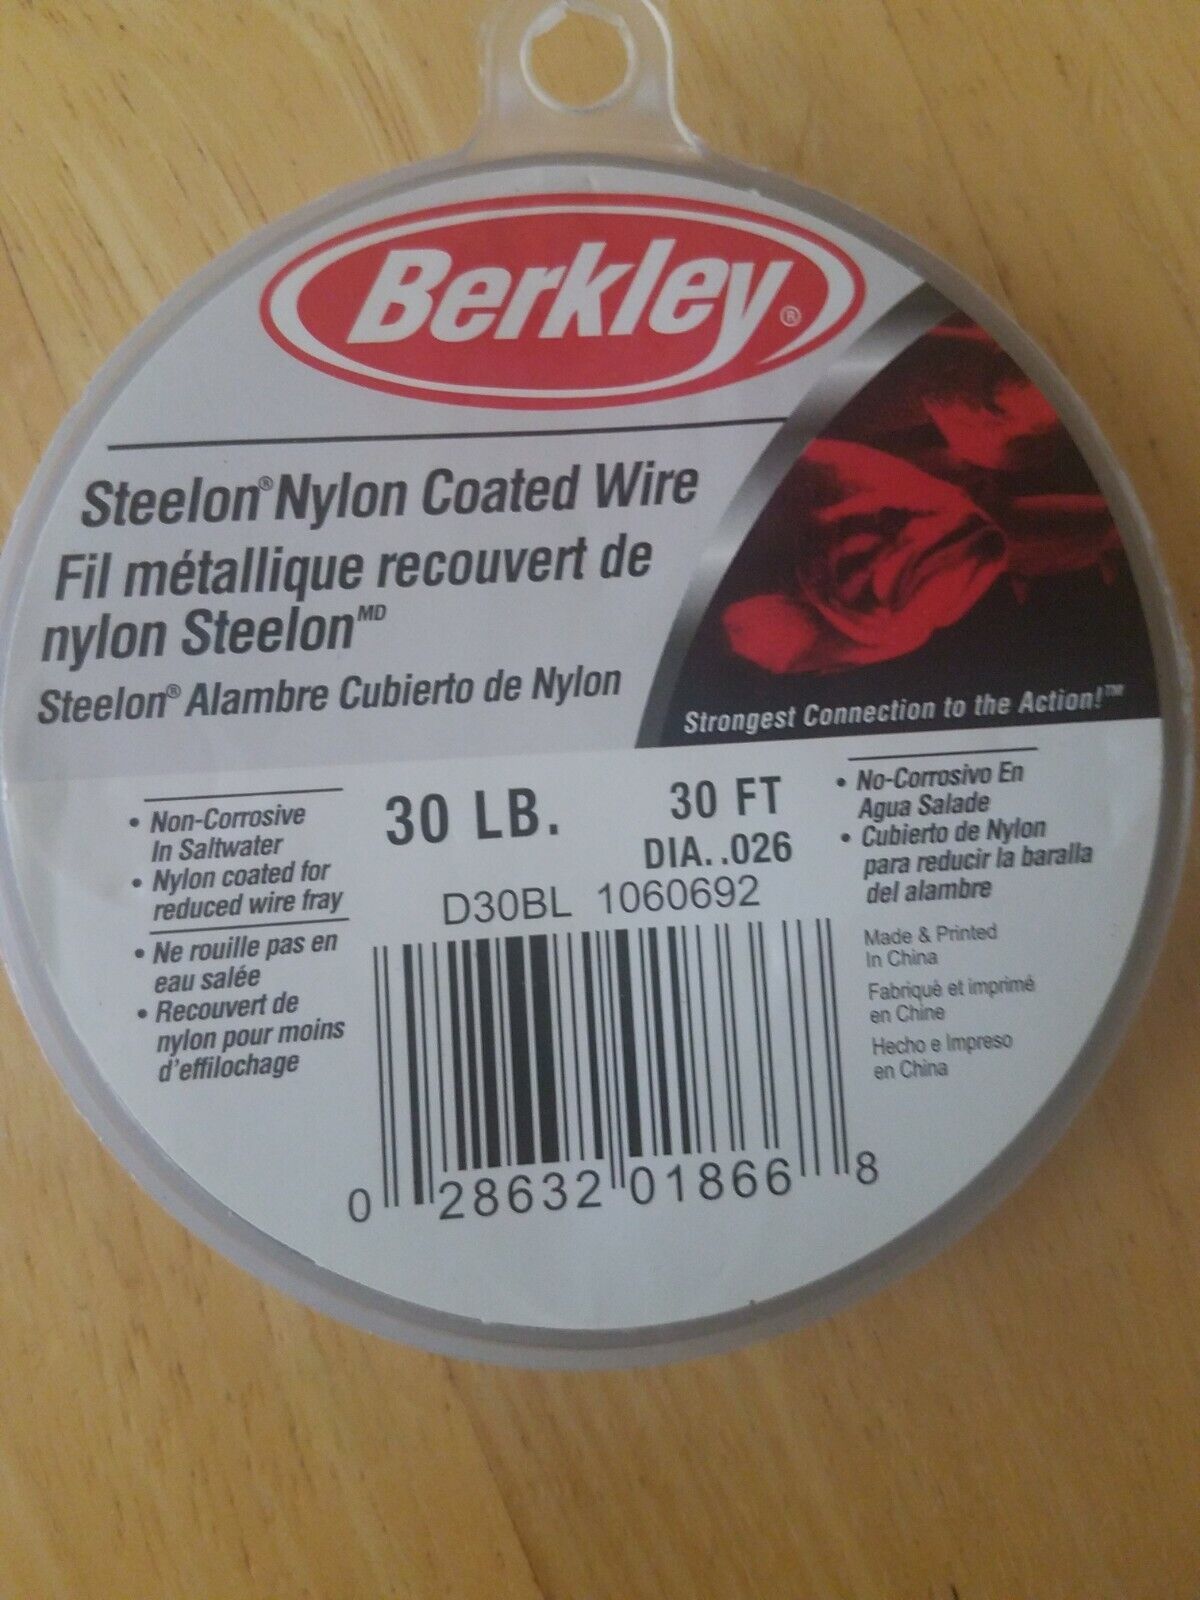 Berkley®
Steelon® Nylon Coated Wire
Fil métallique recouvert de
nylon Steelon MD
Steelon® Alambre Cubierto de Nylon
Strongest Connection to the Action!™
• Non-Corrosive
In Saltwater
• Nylon coated for
reduced wire fray
• Ne rouille pas en
eau salée
• Recouvert de
nylon pour moins
d'effilochage
30 LB.
30 FT
DIA. .026
D30BL 1060692
0 28632 01866 8
• No-Corrosivo En
Agua Salade
• Cubierto de Nylon
para reducir la baralla
del alambre
Made & Printed
In China
Fabriqué et imprimé
en Chine
Hecho e Impreso
en China